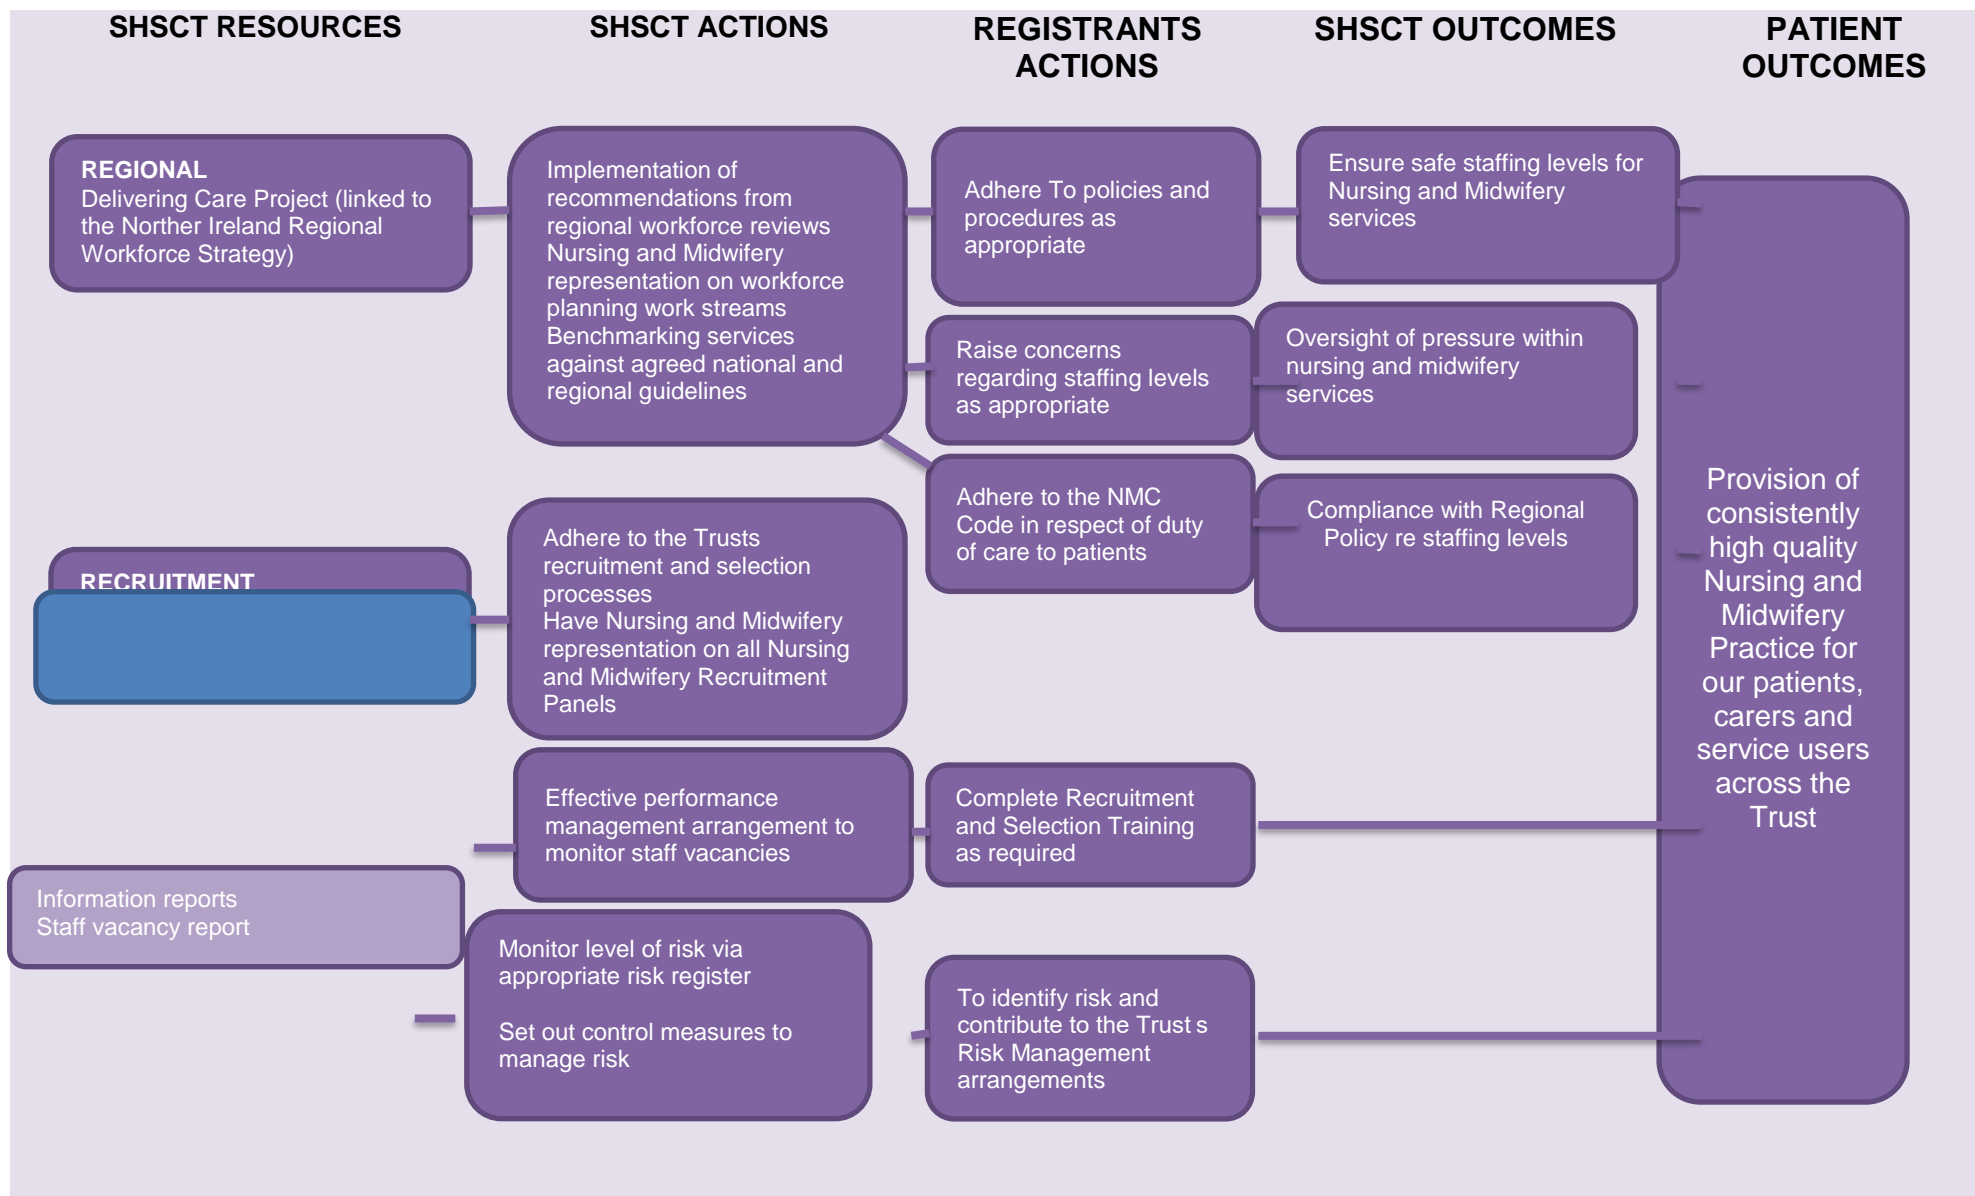 SHSCT RESOURCES
SHSCT ACTIONS
REGISTRANTS
ACTIONS
SHSCT OUTCOMES
PATIENT
OUTCOMES
REGIONAL
Delivering Care Project (linked to
the Norther Ireland Regional
Workforce Strategy)
Implementation of
recommendations from
regional workforce reviews
Nursing and Midwifery
representation on workforce
planning work streams
Benchmarking services
against agreed national and
regional guidelines
Adhere To policies and
procedures as
appropriate
Ensure safe staffing levels for
Nursing and Midwifery
services
Raise concerns
regarding staffing levels
as appropriate
Oversight of pressure within
nursing and midwifery
services
Adhere to the NMC
Code in respect of duty
of care to patients
Compliance with Regional
Policy re staffing levels
Provision of
consistently
high quality
Nursing and
Midwifery
Practice for
our patients,
carers and
service users
across the
Trust
RECRUITMENT
Adhere to the Trusts
recruitment and selection
processes
Have Nursing and Midwifery
representation on all Nursing
and Midwifery Recruitment
Panels
Effective performance
management arrangement to
monitor staff vacancies
Complete Recruitment
and Selection Training
as required
Information reports
Staff vacancy report
Monitor level of risk via
appropriate risk register
Set out control measures to
manage risk
To identify risk and
contribute to the Trust s
Risk Management
arrangements